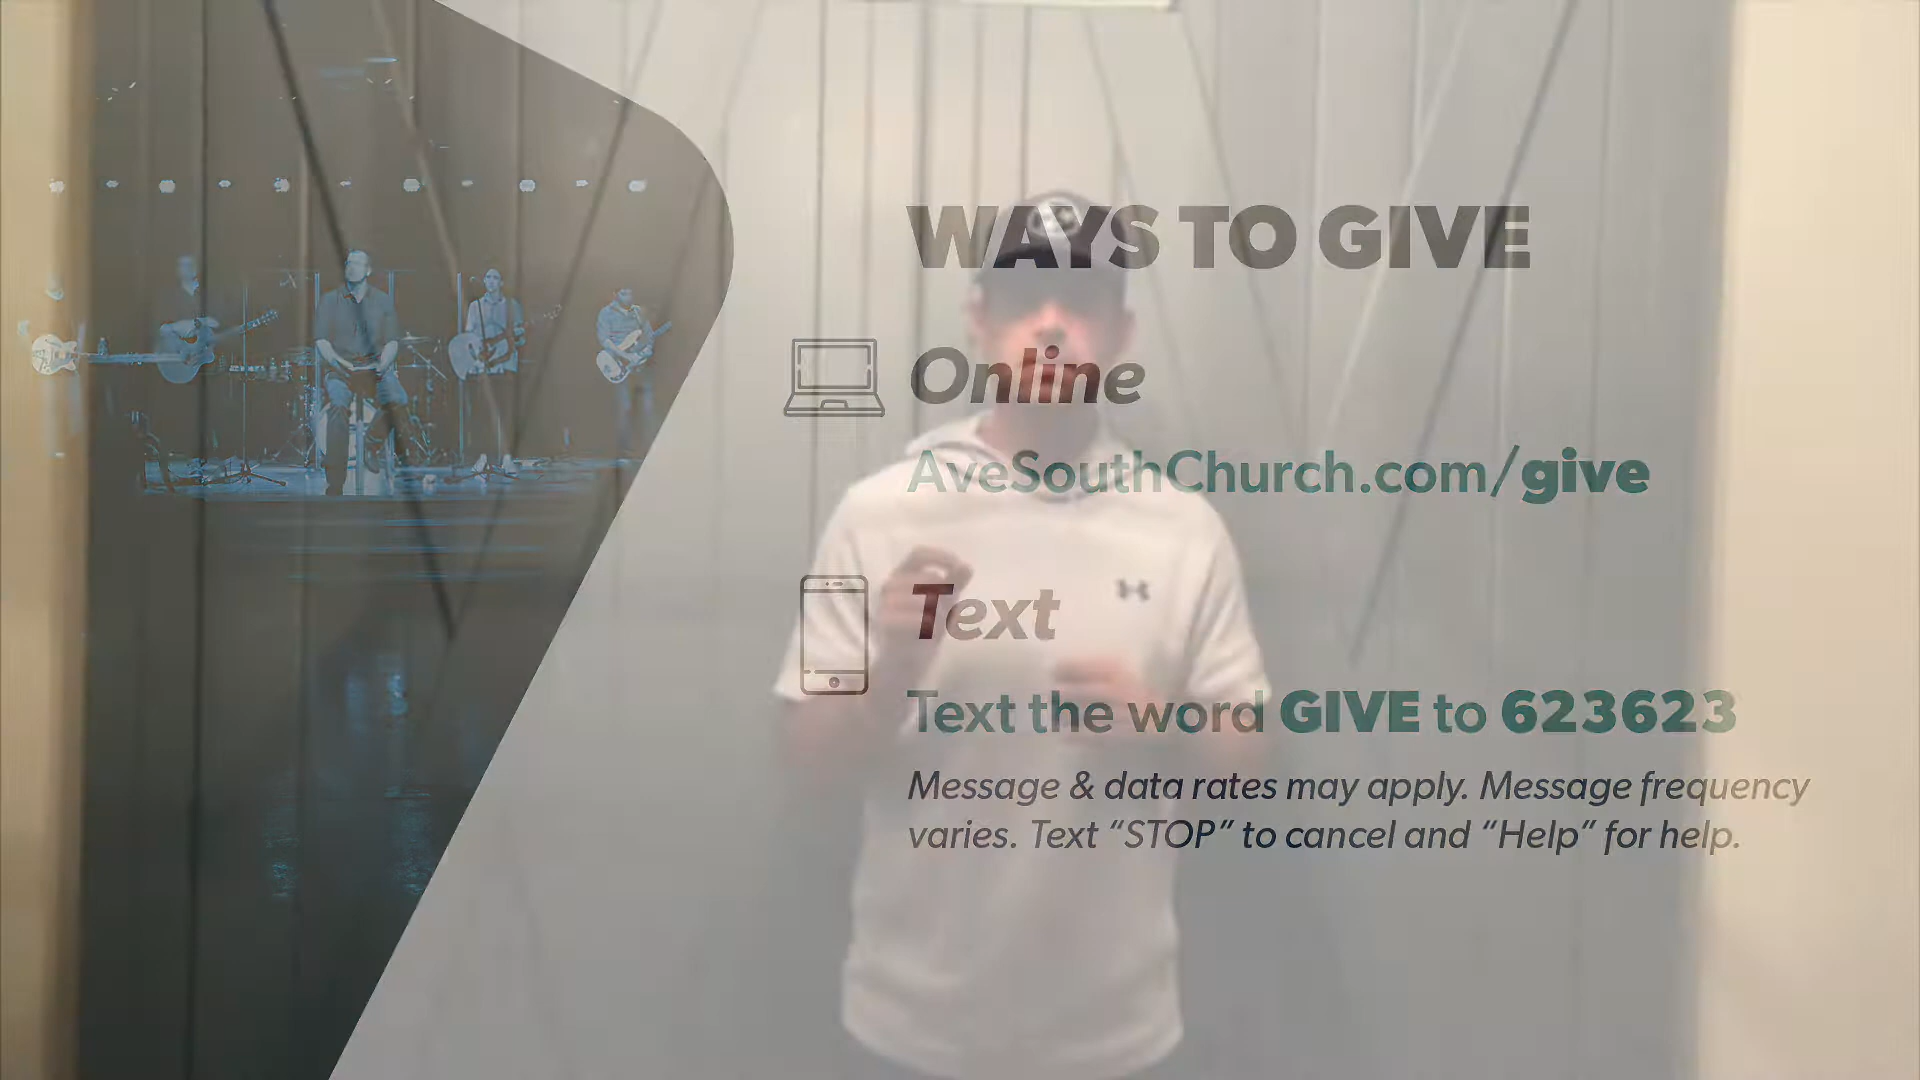 WAYS TO GIVE
Online
AveSouthChurch.com/give
Text
Text the word GIVE to 623623
Message & data rates may apply. Message frequency
varies. Text “STOP” to cancel and “Help” for help.